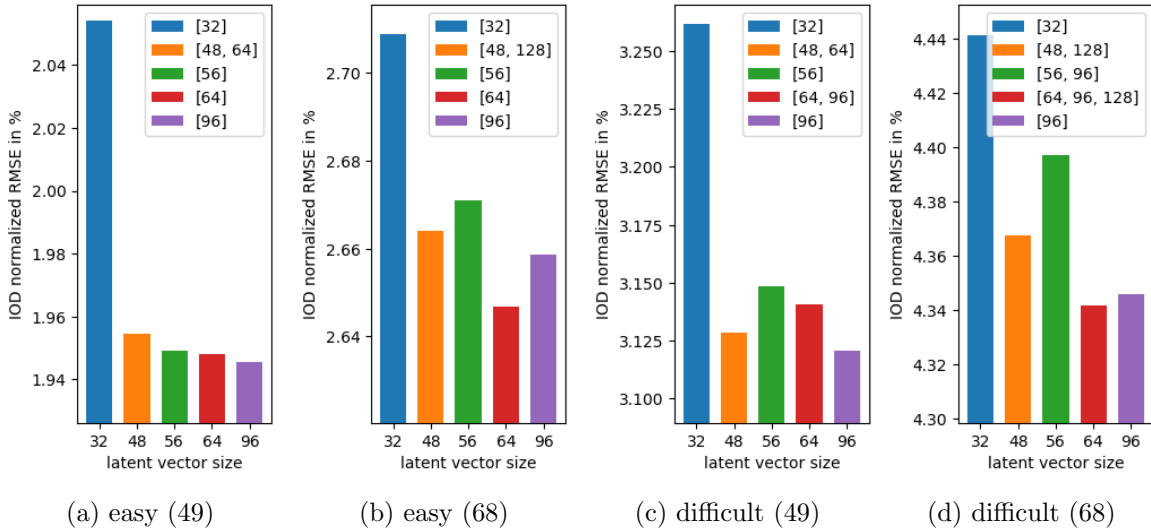 IOD normalized RMSE in %
2.04
2.02
2.00
1.98
1.96
1.94
[32]
[48, 64]
[56]
[64]
[96]
32 48 56 64 96
latent vector size
(a) easy (49)
IOD normalized RMSE in %
2.70
2.68
2.66
2.64
[32]
[48, 128]
[56]
[64]
[96]
32 48 56 64 96
latent vector size
(b) easy (68)
IOD normalized RMSE in %
3.250
3.225
3.200
3.175
3.150
3.125
3.100
[32]
[48, 64]
[56]
[64, 96]
[96]
32 48 56 64 96
latent vector size
(c) difficult (49)
IOD normalized RMSE in %
4.44
4.42
4.40
4.38
4.36
4.34
4.32
4.30
[32]
[48, 128]
[56, 96]
[64, 96, 128]
[96]
32 48 56 64 96
latent vector size
(d) difficult (68)